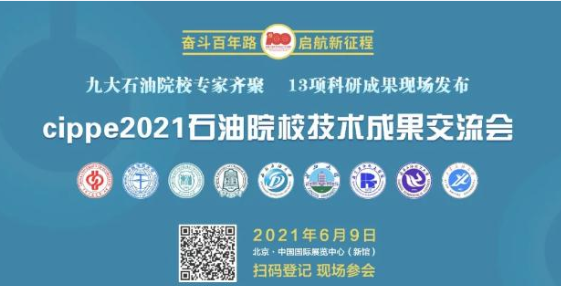 奋斗百年路 100 启航新征程
九大石油院校专家齐聚 13项科研成果现场发布
cippe2021石油院校技术成果交流会
2021年6月9日
北京·中国国际展览中心（新馆）
扫码登记 现场参会